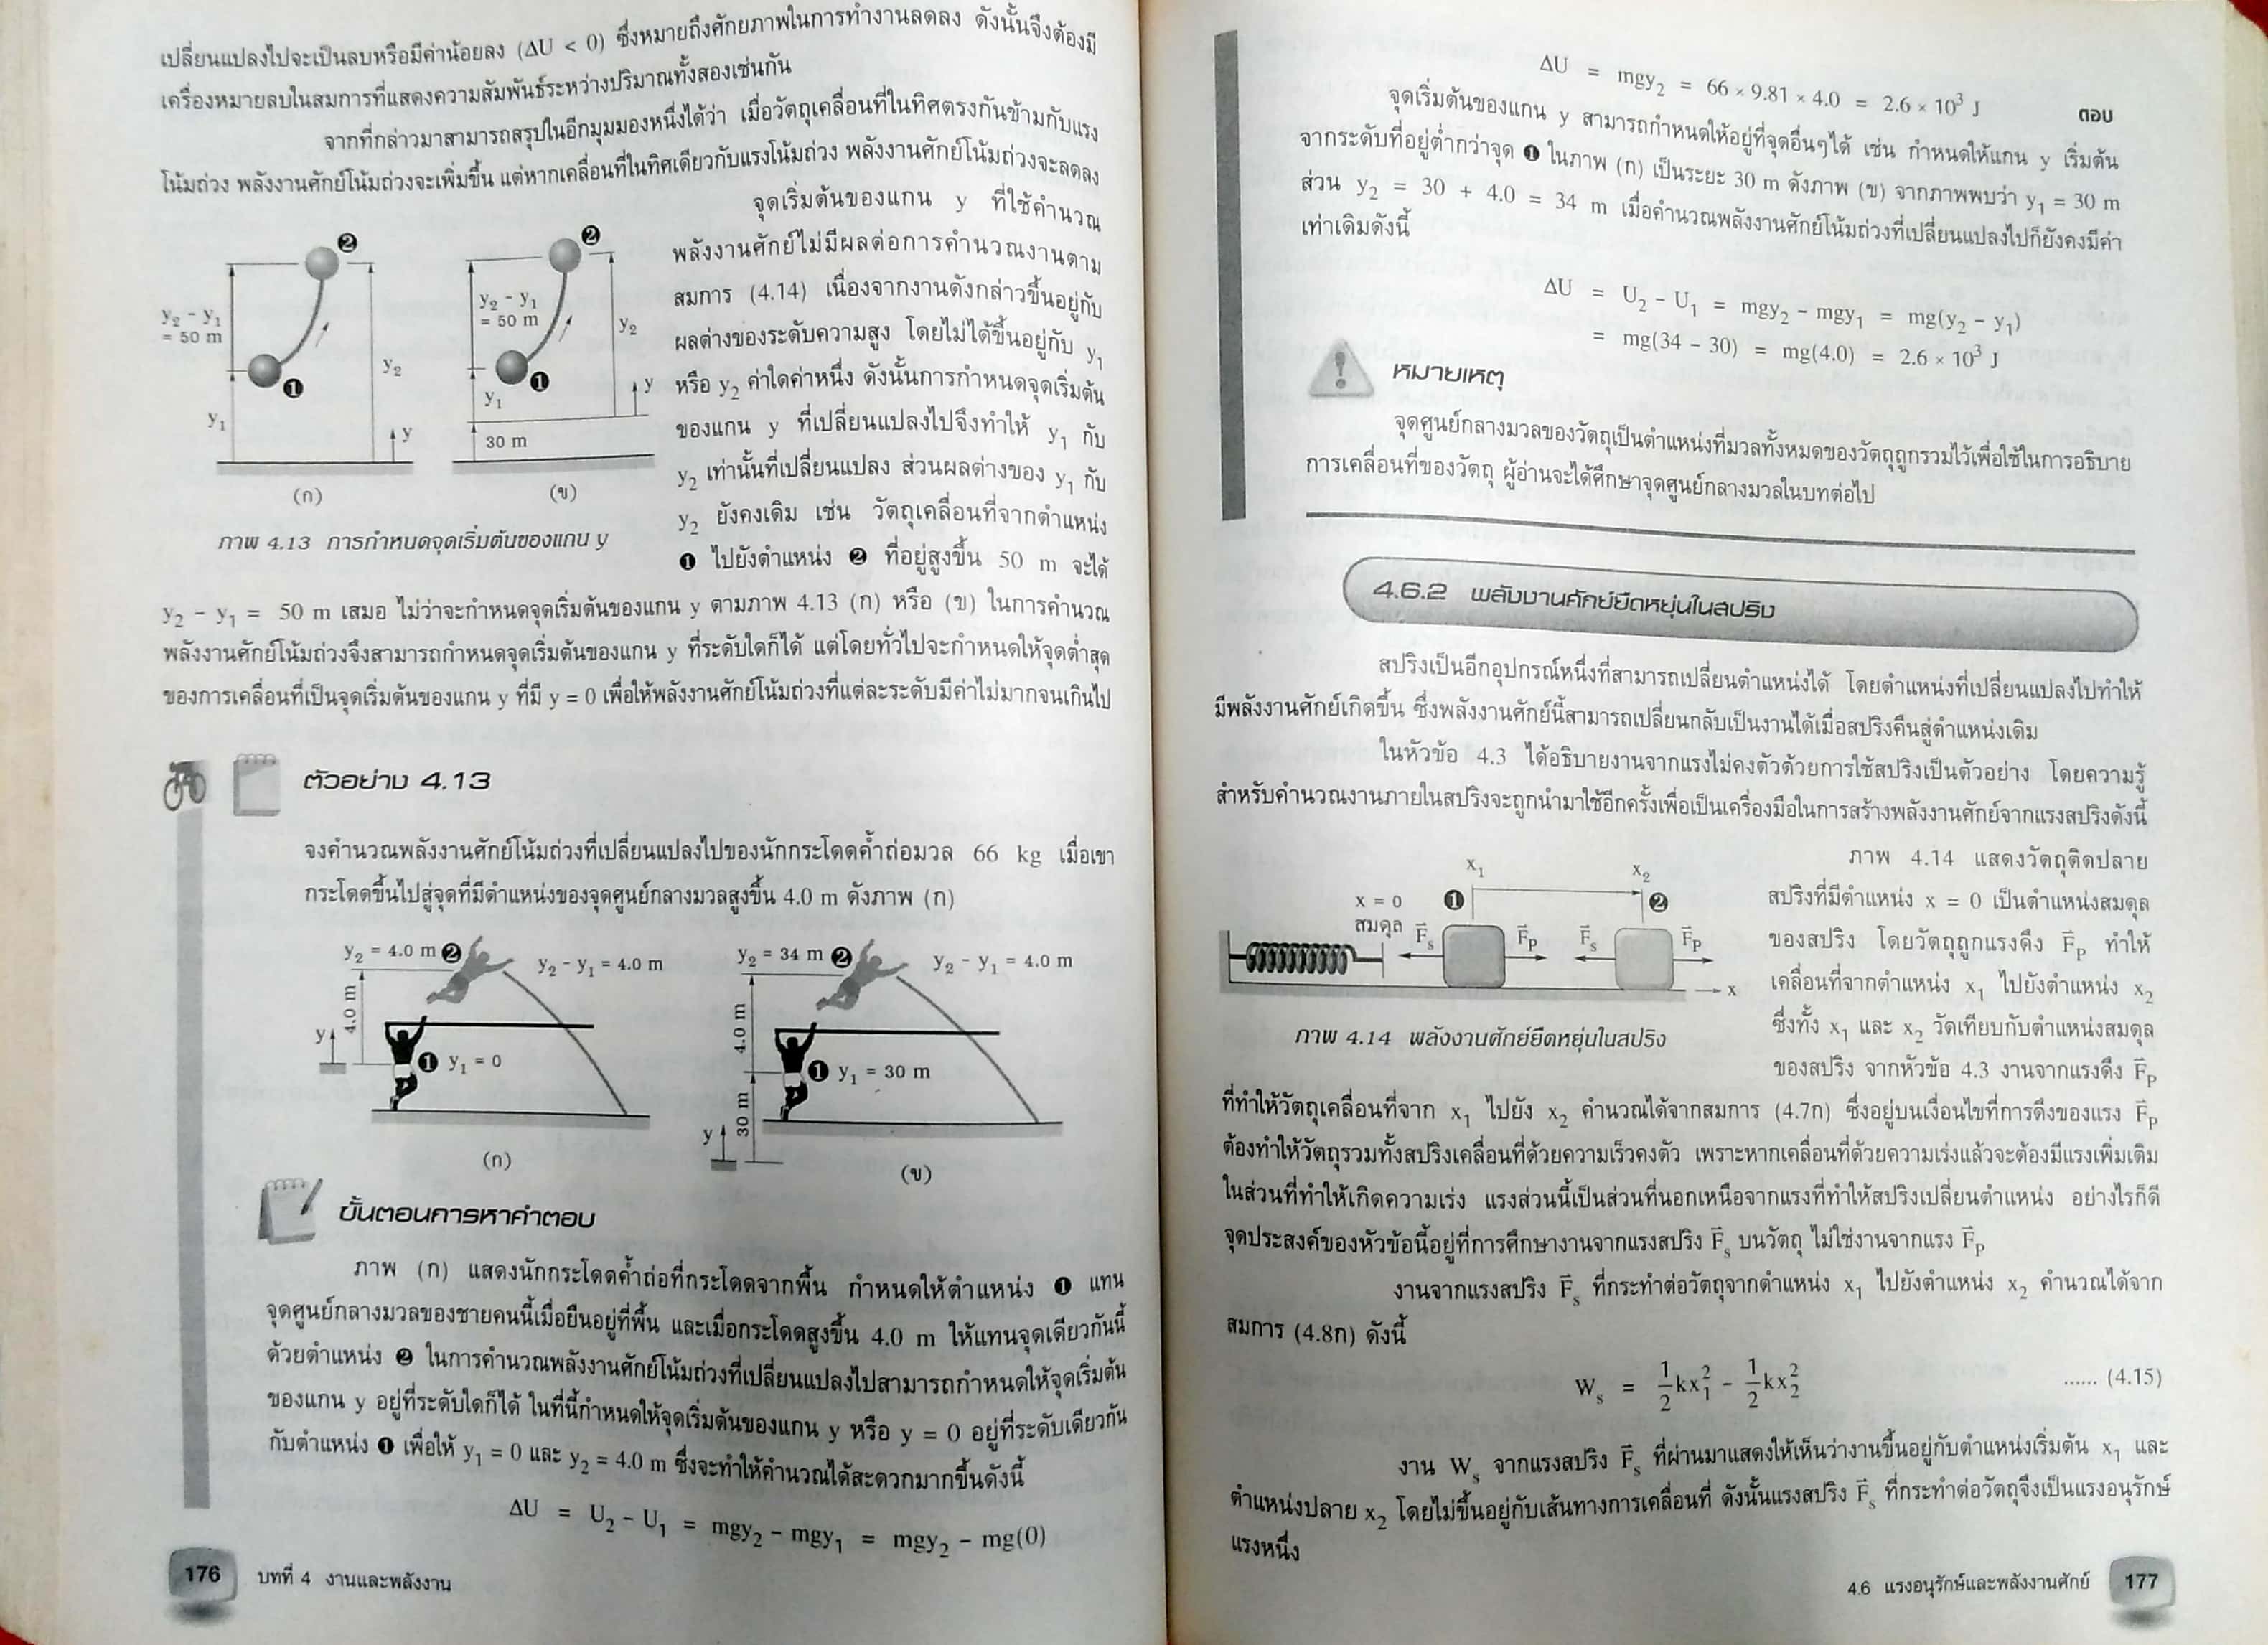 เปลี่ยนแปลงไปจะเป็นลบหรือมีค่าน้อยลง (ΔU < 0) ซึ่งหมายถึงศักยภาพในการทำงานลดลง ดังนั้นจึงต้องมี
เครื่องหมายลบในสมการที่แสดงความสัมพันธ์ระหว่างปริมาณทั้งสองเช่นกัน
จากที่กล่าวมาสามารถสรุปในอีกมุมมองหนึ่งได้ว่า เมื่อวัตถุเคลื่อนที่ในทิศตรงกันข้ามกับแรง
โน้มถ่วง พลังงานศักย์โน้มถ่วงจะเพิ่มขึ้น แต่หากเคลื่อนที่ในทิศเดียวกับแรงโน้มถ่วง พลังงานศักย์โน้มถ่วงจะลดลง
จุดเริ่มต้นของแกน y ที่ใช้คำนวณ
พลังงานศักย์ไม่มีผลต่อการคำนวณงานตาม
สมการ (4.14) เนื่องจากงานดังกล่าวขึ้นอยู่กับ
ผลต่างของระดับความสูง โดยไม่ได้ขึ้นอยู่กับ y₁
หรือ y₂ ค่าใดค่าหนึ่ง ดังนั้นการกำหนดจุดเริ่มต้น
ของแกน y ที่เปลี่ยนแปลงไปจึงทำให้ y₁ กับ
y₂ เท่านั้นที่เปลี่ยนแปลง ส่วนผลต่างของ y₁ กับ
y₂ ยังคงเดิม เช่น วัตถุเคลื่อนที่จากตำแหน่ง
❶ ไปยังตำแหน่ง ❷ ที่อยู่สูงขึ้น 50 m จะได้
❷
y₂ - y₁
= 50 m
❶
y₂
y₁
y
(ก)
❷
y₂ - y₁
= 50 m
y₂
❶
y₁
y
30 m
(ข)
ภาพ 4.13 การกำหนดจุดเริ่มต้นของแกน y
y₂ - y₁ = 50 m เสมอ ไม่ว่าจะกำหนดจุดเริ่มต้นของแกน y ตามภาพ 4.13 (ก) หรือ (ข) ในการคำนวณ
พลังงานศักย์โน้มถ่วงจึงสามารถกำหนดจุดเริ่มต้นของแกน y ที่ระดับใดก็ได้ แต่โดยทั่วไปจะกำหนดให้จุดต่ำสุด
ของการเคลื่อนที่เป็นจุดเริ่มต้นของแกน y ที่มี y = 0 เพื่อให้พลังงานศักย์โน้มถ่วงที่แต่ละระดับมีค่าไม่มากจนเกินไป
ตัวอย่าง 4.13
จงคำนวณพลังงานศักย์โน้มถ่วงที่เปลี่ยนแปลงไปของนักกระโดดค้ำถ่อมวล 66 kg เมื่อเขา
กระโดดขึ้นไปสู่จุดที่มีตำแหน่งของจุดศูนย์กลางมวลสูงขึ้น 4.0 m ดังภาพ (ก)
y₂ = 4.0 m ❷
y₂ - y₁ = 4.0 m
4.0 m
y
❶ y₁ = 0
(ก)
y₂ = 34 m ❷
y₂ - y₁ = 4.0 m
4.0 m
❶ y₁ = 30 m
30 m
y
(ข)
ขั้นตอนการหาคำตอบ
ภาพ (ก) แสดงนักกระโดดค้ำถ่อที่กระโดดจากพื้น กำหนดให้ตำแหน่ง ❶ แทน
จุดศูนย์กลางมวลของชายคนนี้เมื่อยืนอยู่ที่พื้น และเมื่อกระโดดสูงขึ้น 4.0 m ให้แทนจุดเดียวกันนี้
ด้วยตำแหน่ง ❷ ในการคำนวณพลังงานศักย์โน้มถ่วงที่เปลี่ยนแปลงไปสามารถกำหนดให้จุดเริ่มต้น
ของแกน y อยู่ที่ระดับใดก็ได้ ในที่นี้กำหนดให้จุดเริ่มต้นของแกน y หรือ y = 0 อยู่ที่ระดับเดียวกัน
กับตำแหน่ง ❶ เพื่อให้ y₁ = 0 และ y₂ = 4.0 m ซึ่งจะทำให้คำนวณได้สะดวกมากขึ้นดังนี้
ΔU = U₂ - U₁ = mgy₂ - mgy₁ = mgy₂ - mg(0)
176 บทที่ 4 งานและพลังงาน
ΔU = mgy₂ = 66 × 9.81 × 4.0 = 2.6 × 10³ J ตอบ
จุดเริ่มต้นของแกน y สามารถกำหนดให้อยู่ที่จุดอื่นๆได้ เช่น กำหนดให้แกน y เริ่มต้น
จากระดับที่อยู่ต่ำกว่าจุด ❶ ในภาพ (ก) เป็นระยะ 30 m ดังภาพ (ข) จากภาพพบว่า y₁ = 30 m
ส่วน y₂ = 30 + 4.0 = 34 m เมื่อคำนวณพลังงานศักย์โน้มถ่วงที่เปลี่ยนแปลงไปก็ยังคงมีค่า
เท่าเดิมดังนี้
ΔU = U₂ - U₁ = mgy₂ - mgy₁ = mg(y₂ - y₁)
= mg(34 - 30) = mg(4.0) = 2.6 × 10³ J
หมายเหตุ
จุดศูนย์กลางมวลของวัตถุเป็นตำแหน่งที่มวลทั้งหมดของวัตถุถูกรวมไว้เพื่อใช้ในการอธิบาย
การเคลื่อนที่ของวัตถุ ผู้อ่านจะได้ศึกษาจุดศูนย์กลางมวลในบทต่อไป
4.6.2 พลังงานศักย์ยืดหยุ่นในสปริง
สปริงเป็นอีกอุปกรณ์หนึ่งที่สามารถเปลี่ยนตำแหน่งได้ โดยตำแหน่งที่เปลี่ยนแปลงไปทำให้
มีพลังงานศักย์เกิดขึ้น ซึ่งพลังงานศักย์นี้สามารถเปลี่ยนกลับเป็นงานได้เมื่อสปริงคืนสู่ตำแหน่งเดิม
ในหัวข้อ 4.3 ได้อธิบายงานจากแรงไม่คงตัวด้วยการใช้สปริงเป็นตัวอย่าง โดยความรู้
สำหรับคำนวณงานภายในสปริงจะถูกนำมาใช้อีกครั้งเพื่อเป็นเครื่องมือในการสร้างพลังงานศักย์จากแรงสปริงดังนี้
x₁ x₂
x = 0 ❶ ❷
สมดุล F⃗ₛ F⃗ₚ F⃗ₛ F⃗ₚ
x
ภาพ 4.14 พลังงานศักย์ยืดหยุ่นในสปริง
ภาพ 4.14 แสดงวัตถุติดปลาย
สปริงที่มีตำแหน่ง x = 0 เป็นตำแหน่งสมดุล
ของสปริง โดยวัตถุถูกแรงดึง F⃗ₚ ทำให้
เคลื่อนที่จากตำแหน่ง x₁ ไปยังตำแหน่ง x₂
ซึ่งทั้ง x₁ และ x₂ วัดเทียบกับตำแหน่งสมดุล
ของสปริง จากหัวข้อ 4.3 งานจากแรงดึง F⃗ₚ
ที่ทำให้วัตถุเคลื่อนที่จาก x₁ ไปยัง x₂ คำนวณได้จากสมการ (4.7ก) ซึ่งอยู่บนเงื่อนไขที่การดึงของแรง F⃗ₚ
ต้องทำให้วัตถุรวมทั้งสปริงเคลื่อนที่ด้วยความเร็วคงตัว เพราะหากเคลื่อนที่ด้วยความเร่งแล้วจะต้องมีแรงเพิ่มเติม
ในส่วนที่ทำให้เกิดความเร่ง แรงส่วนนี้เป็นส่วนที่นอกเหนือจากแรงที่ทำให้สปริงเปลี่ยนตำแหน่ง อย่างไรก็ดี
จุดประสงค์ของหัวข้อนี้อยู่ที่การศึกษางานจากแรงสปริง F⃗ₛ บนวัตถุ ไม่ใช่งานจากแรง F⃗ₚ
งานจากแรงสปริง F⃗ₛ ที่กระทำต่อวัตถุจากตำแหน่ง x₁ ไปยังตำแหน่ง x₂ คำนวณได้จาก
สมการ (4.8ก) ดังนี้
Wₛ = ½kx₁² - ½kx₂² ...... (4.15)
งาน Wₛ จากแรงสปริง F⃗ₛ ที่ผ่านมาแสดงให้เห็นว่างานขึ้นอยู่กับตำแหน่งเริ่มต้น x₁ และ
ตำแหน่งปลาย x₂ โดยไม่ขึ้นอยู่กับเส้นทางการเคลื่อนที่ ดังนั้นแรงสปริง F⃗ₛ ที่กระทำต่อวัตถุจึงเป็นแรงอนุรักษ์
แรงหนึ่ง
4.6 แรงอนุรักษ์และพลังงานศักย์ 177